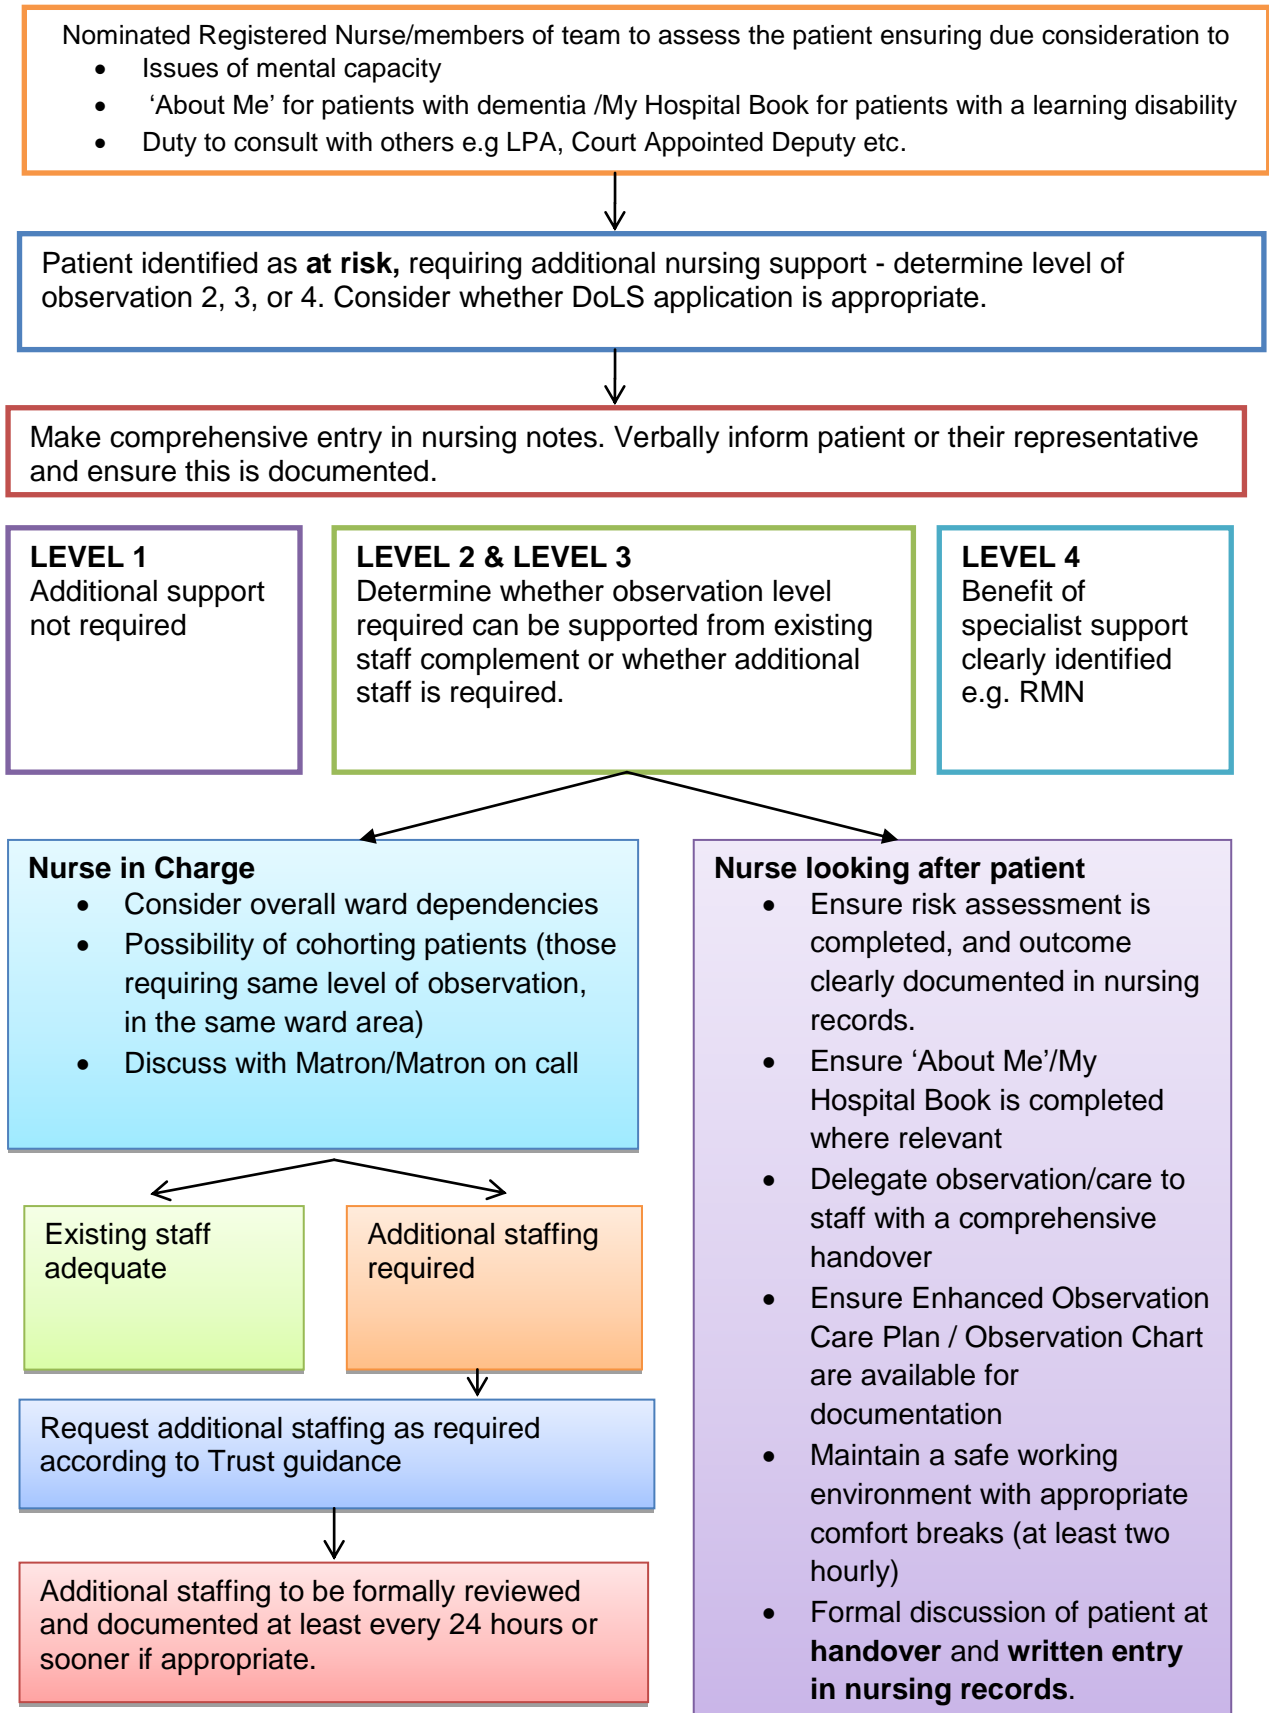 Nominated Registered Nurse/members of team to assess the patient ensuring due consideration to
• Issues of mental capacity
• ‘About Me’ for patients with dementia /My Hospital Book for patients with a learning disability
• Duty to consult with others e.g LPA, Court Appointed Deputy etc.
Patient identified as at risk, requiring additional nursing support - determine level of
observation 2, 3, or 4. Consider whether DoLS application is appropriate.
Make comprehensive entry in nursing notes. Verbally inform patient or their representative
and ensure this is documented.
LEVEL 1
Additional support
not required
LEVEL 2 & LEVEL 3
Determine whether observation level
required can be supported from existing
staff complement or whether additional
staff is required.
LEVEL 4
Benefit of
specialist support
clearly identified
e.g. RMN
Nurse in Charge
• Consider overall ward dependencies
• Possibility of cohorting patients (those
requiring same level of observation,
in the same ward area)
• Discuss with Matron/Matron on call
Existing staff
adequate
Additional staffing
required
Request additional staffing as required
according to Trust guidance
Additional staffing to be formally reviewed
and documented at least every 24 hours or
sooner if appropriate.
Nurse looking after patient
• Ensure risk assessment is
completed, and outcome
clearly documented in nursing
records.
• Ensure ‘About Me’/My
Hospital Book is completed
where relevant
• Delegate observation/care to
staff with a comprehensive
handover
• Ensure Enhanced Observation
Care Plan / Observation Chart
are available for
documentation
• Maintain a safe working
environment with appropriate
comfort breaks (at least two
hourly)
• Formal discussion of patient at
handover and written entry
in nursing records.